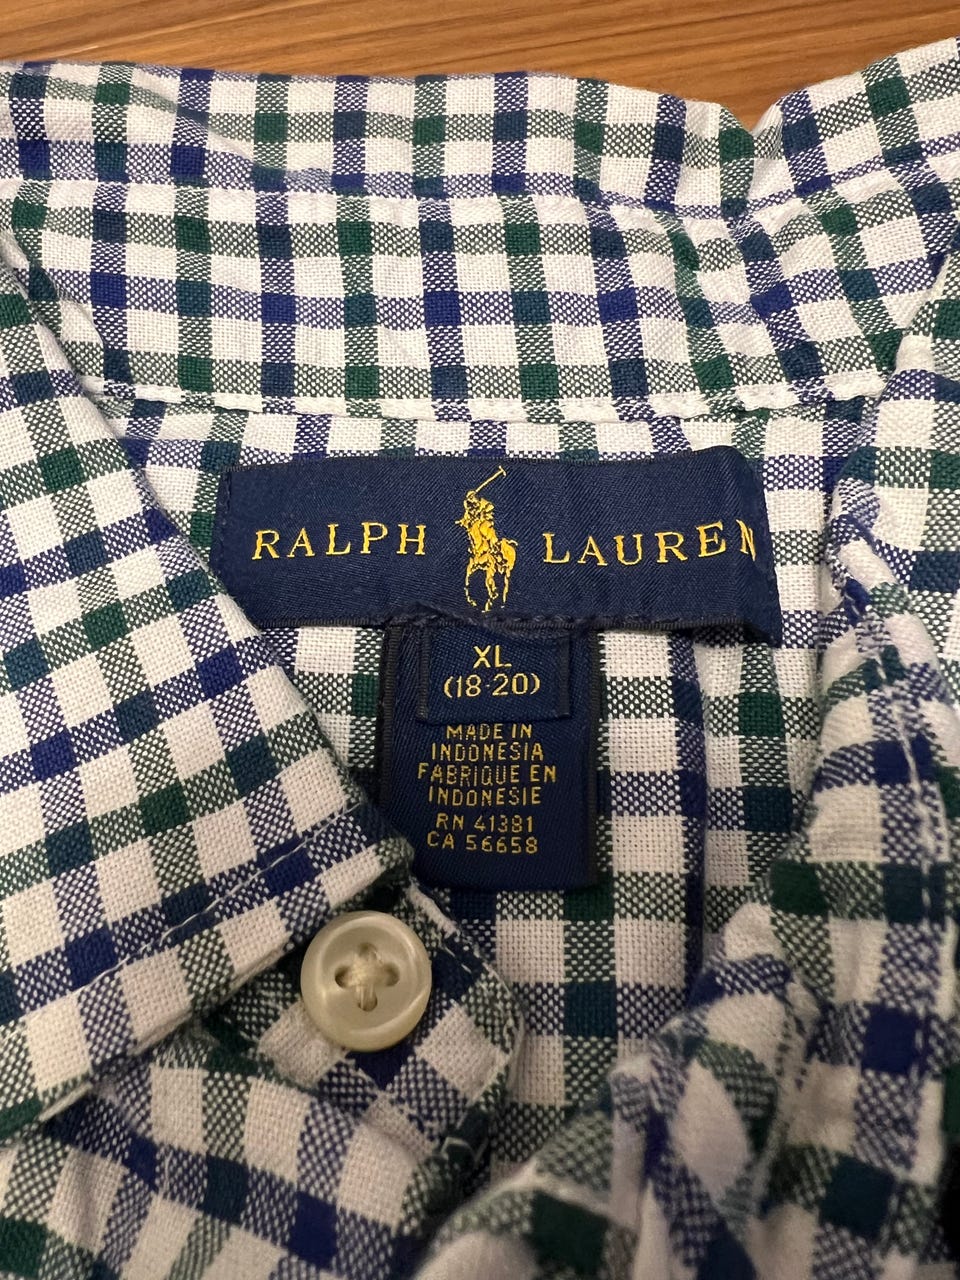 RALPH LAUREN
XL
(18-20)
MADE IN
INDONESIA
FABRIQUE EN
INDONESIE
RN 41381
CA 56658